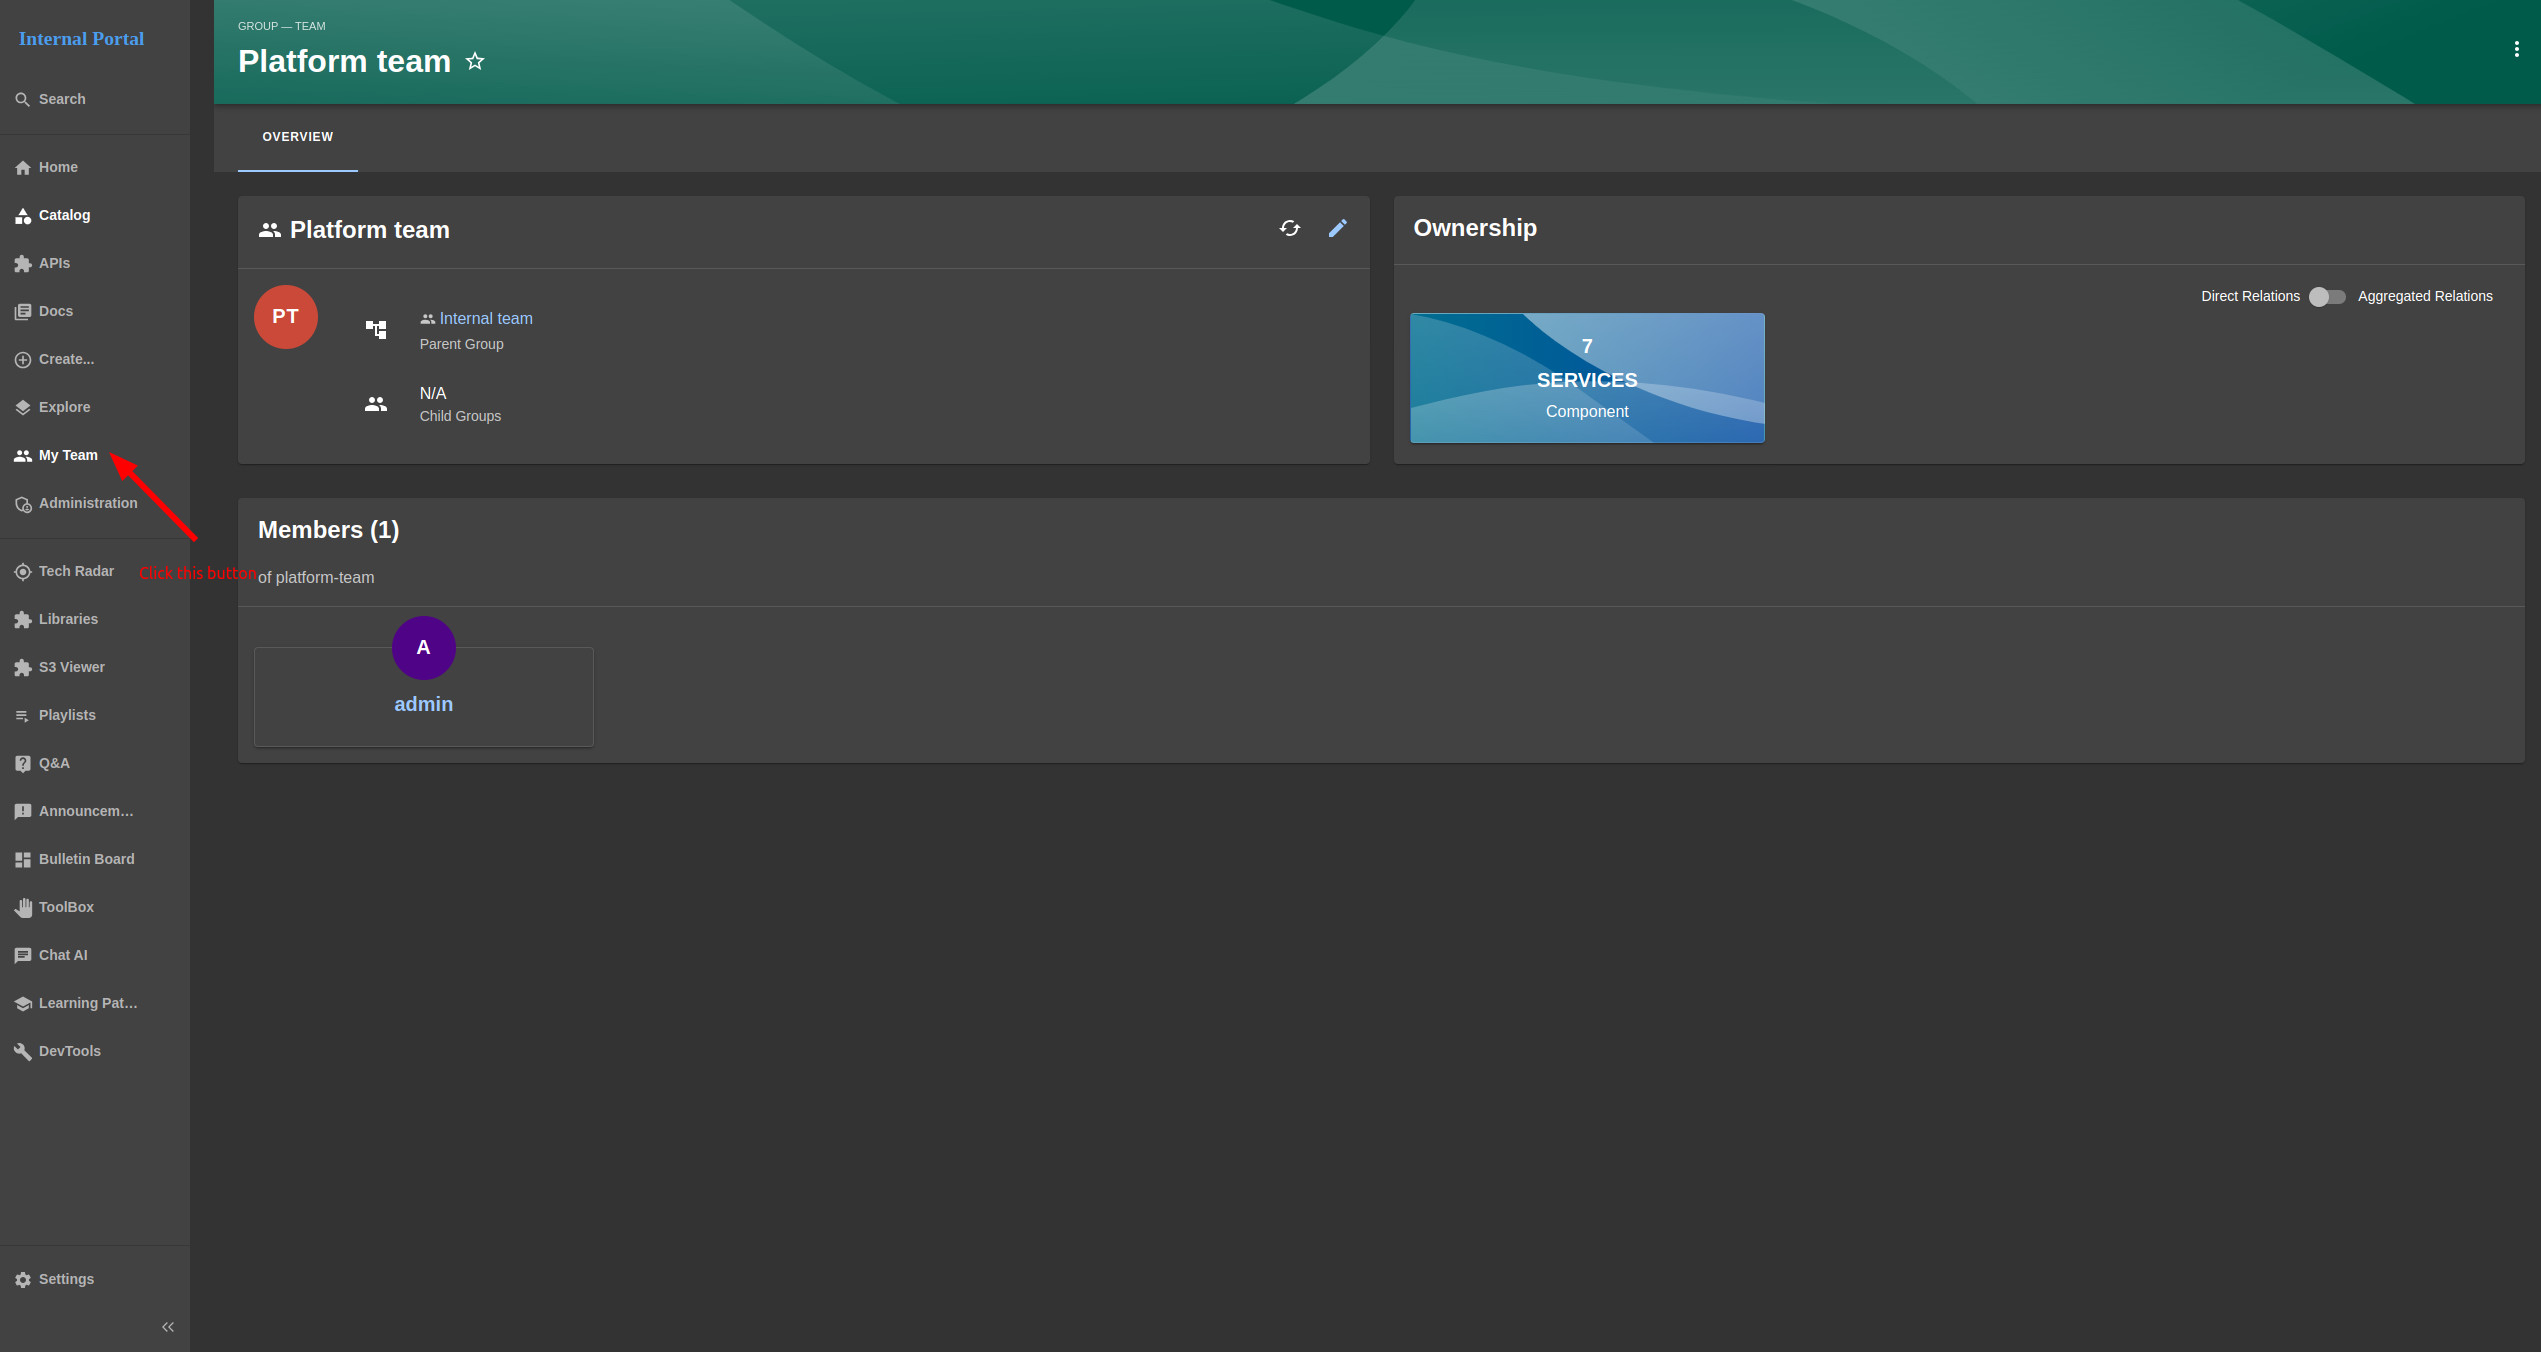 Internal Portal
Search
Home
Catalog
APIs
Docs
Create...
Explore
My Team
Administration
Tech Radar
Click this button
Libraries
S3 Viewer
Playlists
Q&A
Announcem...
Bulletin Board
ToolBox
Chat AI
Learning Pat...
DevTools
Settings
GROUP — TEAM
Platform team
OVERVIEW
Platform team
PT
Internal team
Parent Group
N/A
Child Groups
Ownership
Direct Relations
Aggregated Relations
7
SERVICES
Component
Members (1)
of platform-team
A
admin